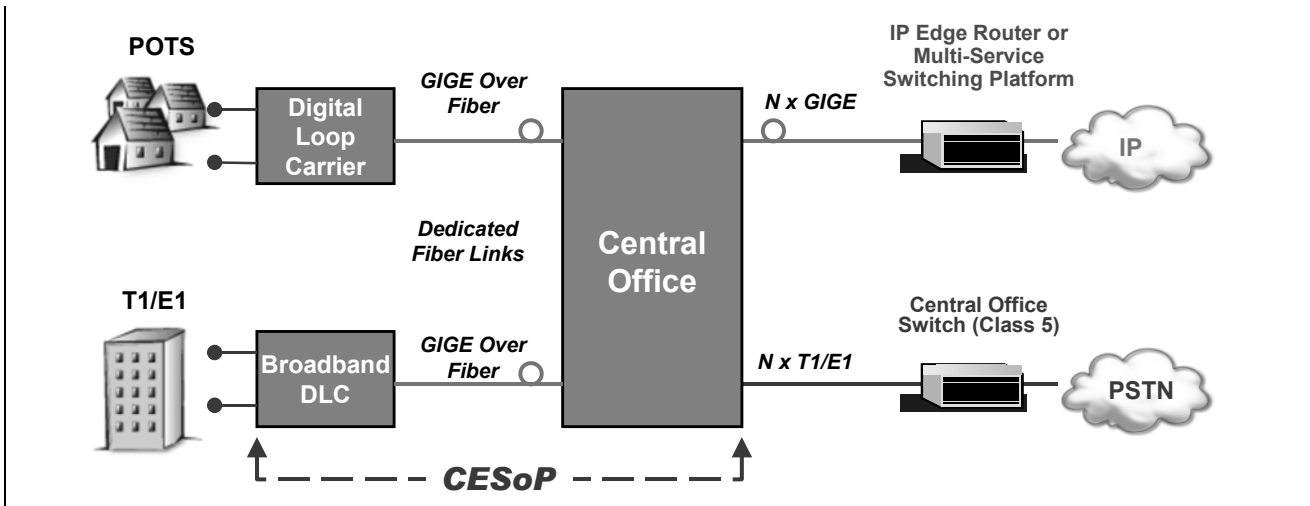 POTS
Digital
Loop
Carrier
GIGE Over
Fiber
Dedicated
Fiber Links
T1/E1
Broadband
DLC
GIGE Over
Fiber
Central
Office
N x GIGE
IP Edge Router or
Multi-Service
Switching Platform
IP
N x T1/E1
Central Office
Switch (Class 5)
PSTN
CESoP